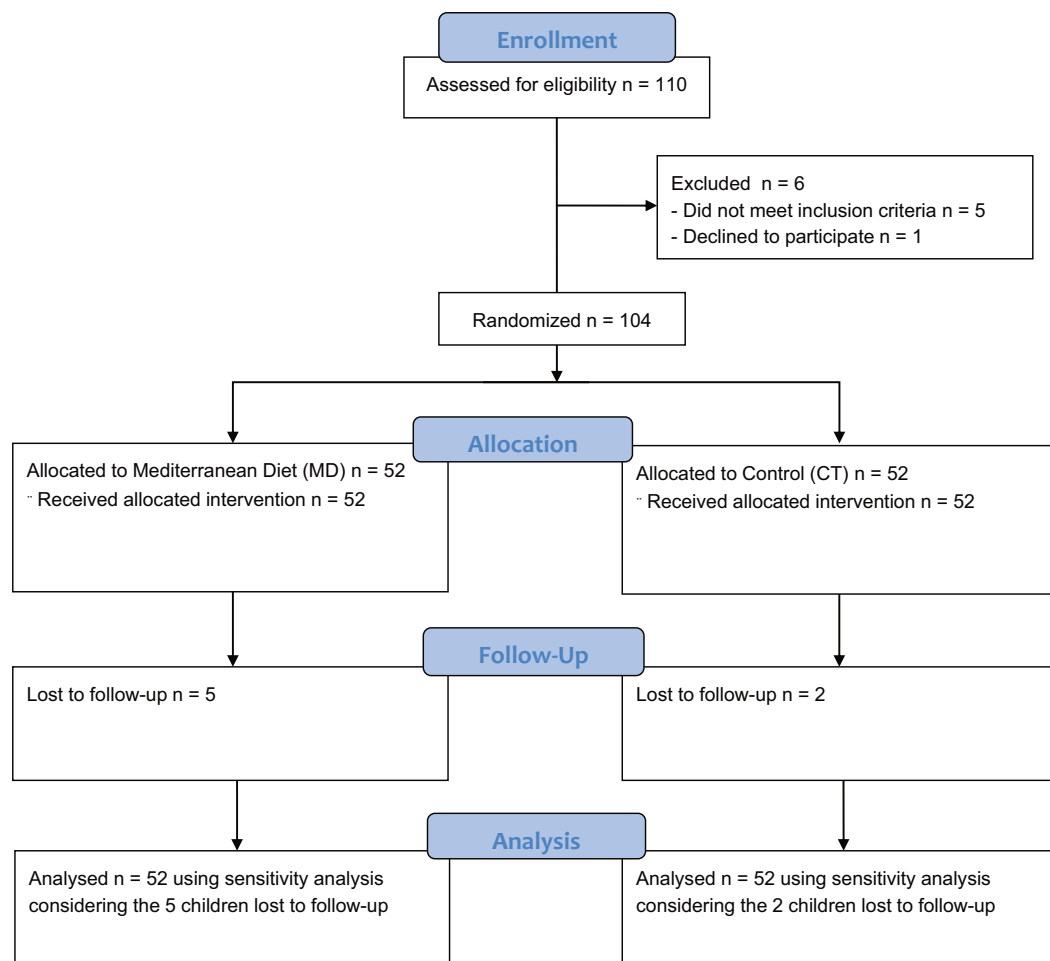 Enrollment
Assessed for eligibility n = 110
Excluded n = 6
- Did not meet inclusion criteria n = 5
- Declined to participate n = 1
Randomized n = 104
Allocation
Allocated to Mediterranean Diet (MD) n = 52
¨ Received allocated intervention n = 52
Allocated to Control (CT) n = 52
¨ Received allocated intervention n = 52
Follow-Up
Lost to follow-up n = 5
Lost to follow-up n = 2
Analysis
Analysed n = 52 using sensitivity analysis
considering the 5 children lost to follow-up
Analysed n = 52 using sensitivity analysis
considering the 2 children lost to follow-up